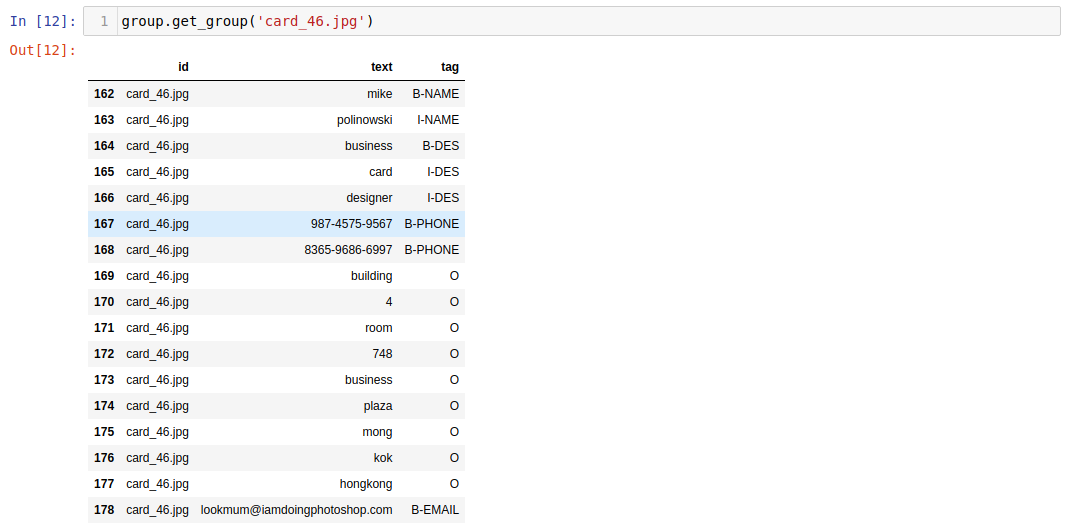 In [12]: 1 group.get_group('card_46.jpg')
Out[12]:
id text tag
162 card_46.jpg mike B-NAME
163 card_46.jpg polinowski I-NAME
164 card_46.jpg business B-DES
165 card_46.jpg card I-DES
166 card_46.jpg designer I-DES
167 card_46.jpg 987-4575-9567 B-PHONE
168 card_46.jpg 8365-9686-6997 B-PHONE
169 card_46.jpg building O
170 card_46.jpg 4 O
171 card_46.jpg room O
172 card_46.jpg 748 O
173 card_46.jpg business O
174 card_46.jpg plaza O
175 card_46.jpg mong O
176 card_46.jpg kok O
177 card_46.jpg hongkong O
178 card_46.jpg lookmum@iamdoingphotoshop.com B-EMAIL